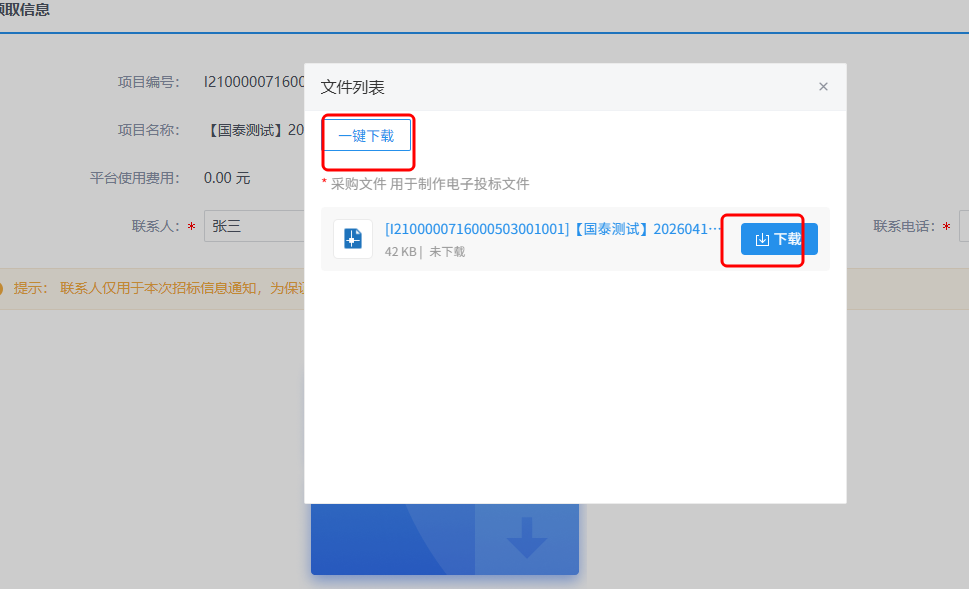 领取信息
项目编号： I210000071600
文件列表 ×
一键下载
项目名称： 【国泰测试】20
* 采购文件 用于制作电子投标文件
平台使用费用： 0.00 元
联系人： * 张三
[I2100000716000503001001]【国泰测试】2026041… 下载
42 KB | 未下载
联系电话： *
提示： 联系人仅用于本次招标信息通知，为保证